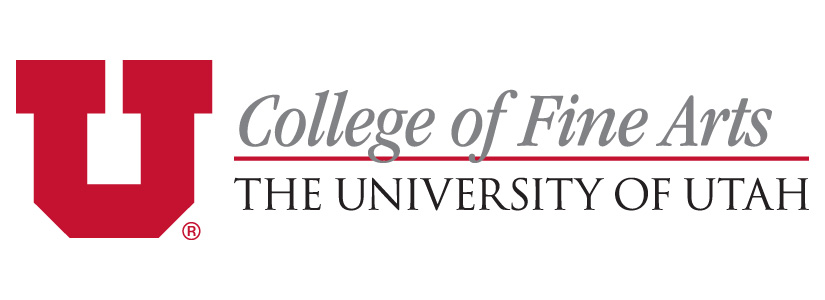 U®
College of Fine Arts
THE UNIVERSITY OF UTAH